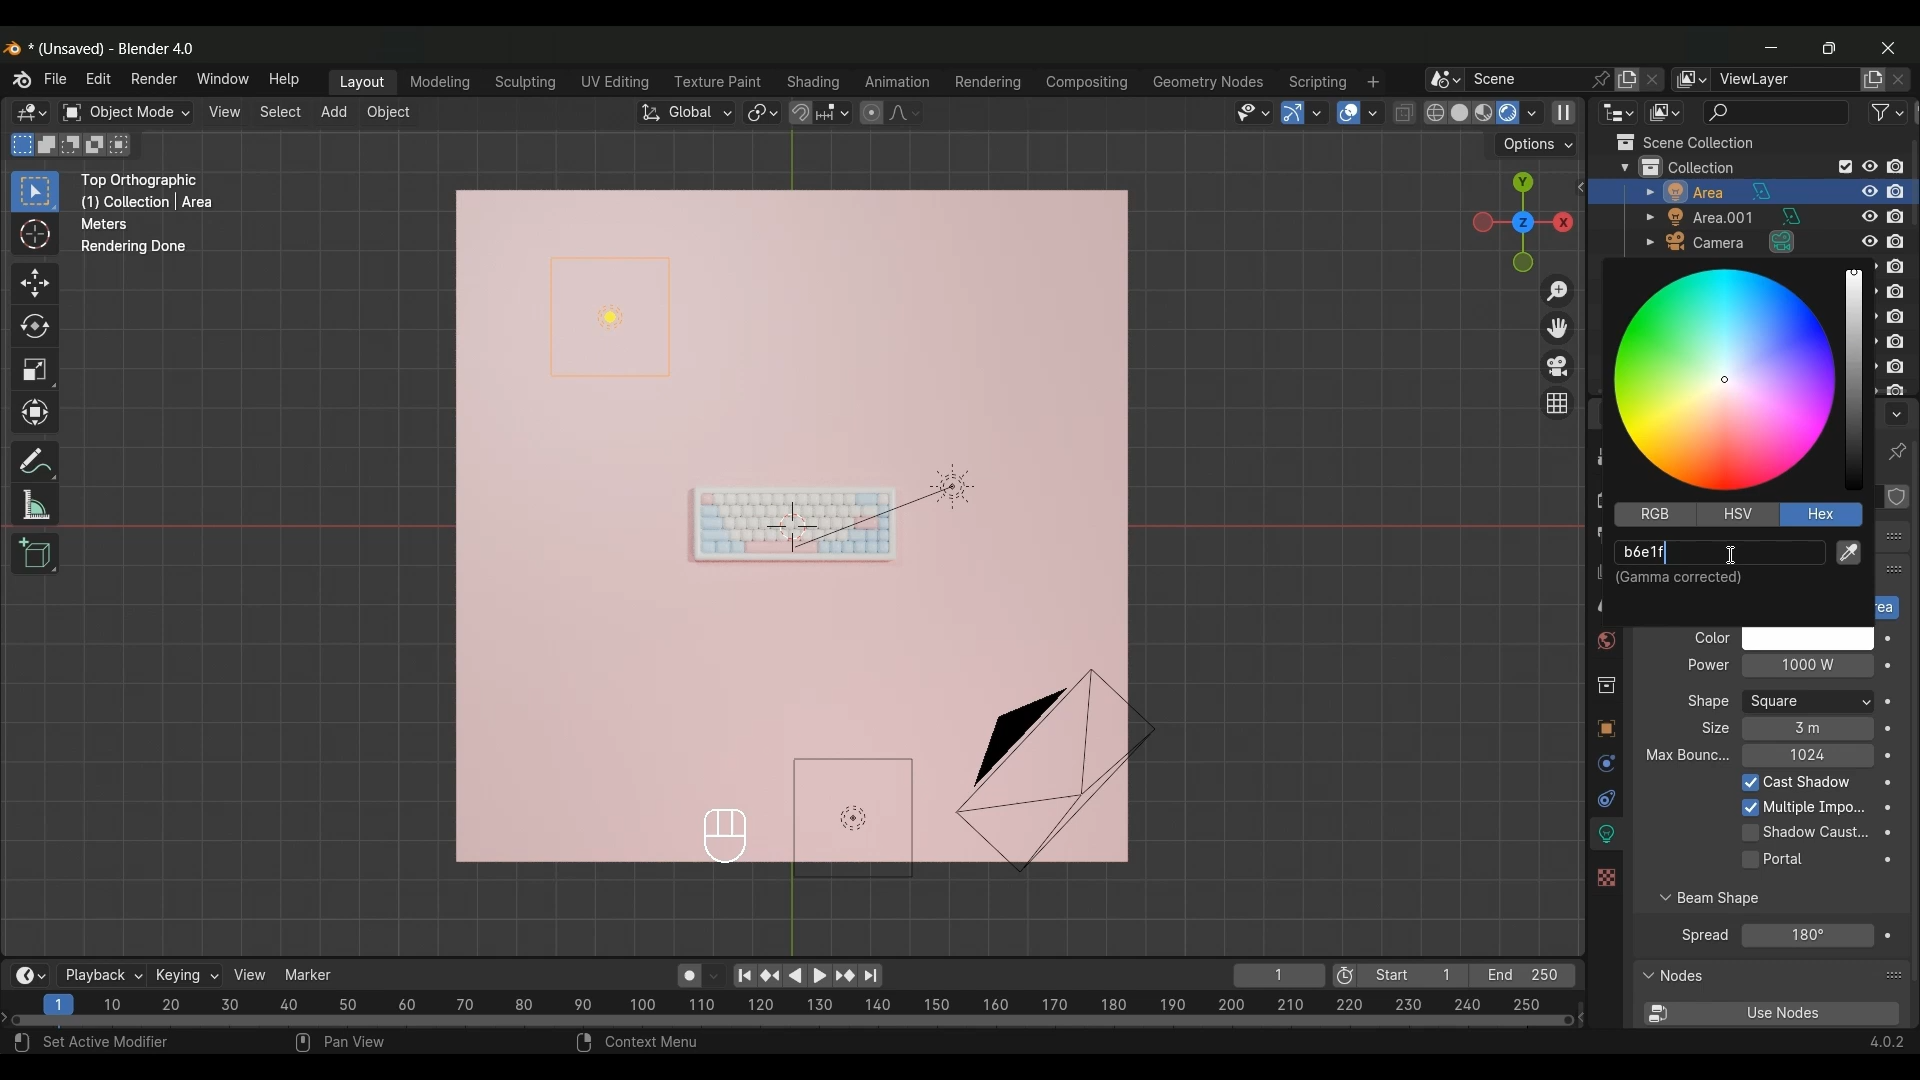 * (Unsaved) - Blender 4.0
File Edit Render Window Help Layout Modeling Sculpting UV Editing Texture Paint Shading Animation Rendering Compositing Geometry Nodes Scripting + Scene ViewLayer
Object Mode View Select Add Object Global
Options
Top Orthographic
(1) Collection | Area
Meters
Rendering Done
Y
X
Z
Scene Collection
Collection
Area
Area.001
Camera
RGB HSV Hex
b6e1f
(Gamma corrected)
rea
Color
Power 1000 W
Shape Square
Size 3 m
Max Bounc... 1024
Cast Shadow
Multiple Impo...
Shadow Caust...
Portal
Beam Shape
Spread 180°
Nodes
Use Nodes
Playback Keying View Marker 1 Start 1 End 250
1 10 20 30 40 50 60 70 80 90 100 110 120 130 140 150 160 170 180 190 200 210 220 230 240 250
Set Active Modifier Pan View Context Menu 4.0.2